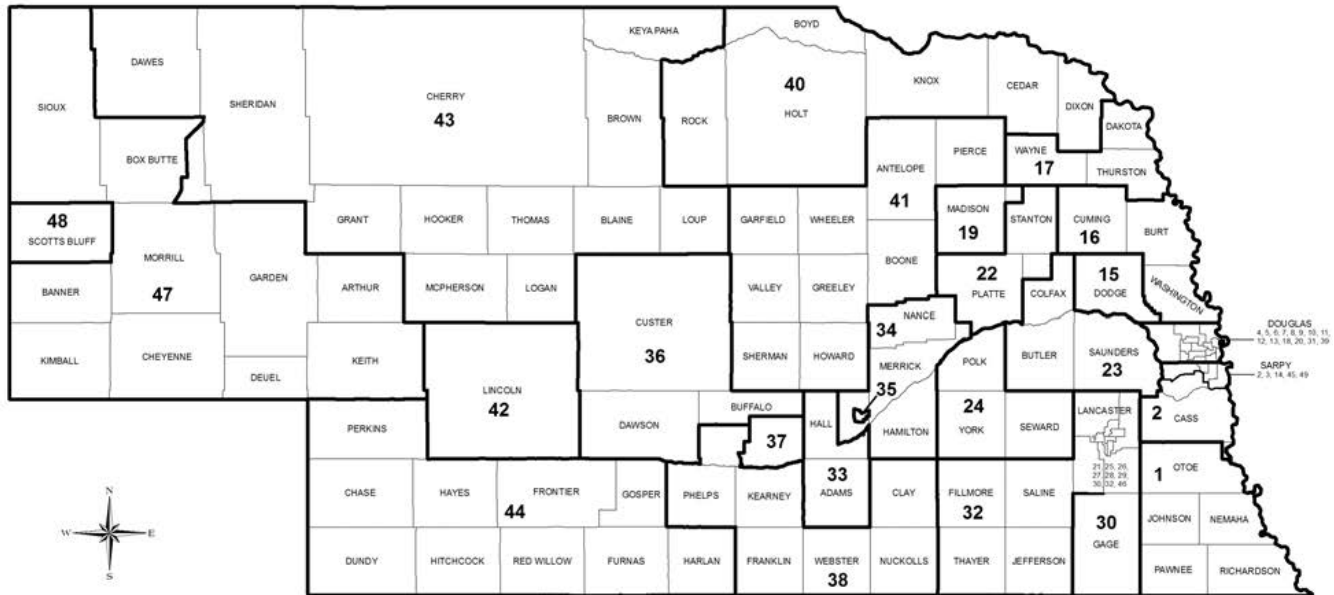 KEYA PAHA
BOYD
DAWES
SIOUX
SHERIDAN
CHERRY
43
BROWN
ROCK
40
HOLT
KNOX
CEDAR
DIXON
DAKOTA
BOX BUTTE
ANTELOPE
41
PIERCE
WAYNE
17
THURSTON
48
SCOTTS BLUFF
GRANT
HOOKER
THOMAS
BLAINE
LOUP
GARFIELD
WHEELER
MADISON
19
STANTON
CUMING
16
BURT
MORRILL
47
GARDEN
BOONE
BANNER
ARTHUR
MCPHERSON
LOGAN
CUSTER
36
VALLEY
GREELEY
22
PLATTE
COLFAX
15
DODGE
WASHINGTON
34
NANCE
DOUGLAS
4, 5, 6, 7, 8, 9, 10, 11,
12, 13, 18, 20, 31, 39
KIMBALL
CHEYENNE
DEUEL
KEITH
SHERMAN
HOWARD
MERRICK
35
POLK
BUTLER
SAUNDERS
23
SARPY
2, 3, 14, 45, 49
PERKINS
LINCOLN
42
DAWSON
BUFFALO
37
HALL
HAMILTON
24
YORK
SEWARD
LANCASTER
2
CASS
21, 25, 26,
27, 28, 29,
30, 32, 46
CHASE
HAYES
FRONTIER
44
GOSPER
PHELPS
KEARNEY
33
ADAMS
CLAY
FILLMORE
32
SALINE
1
OTOE
30
GAGE
JOHNSON
NEMAHA
DUNDY
HITCHCOCK
RED WILLOW
FURNAS
HARLAN
FRANKLIN
WEBSTER
38
NUCKOLLS
THAYER
JEFFERSON
PAWNEE
RICHARDSON
N
W
E
S